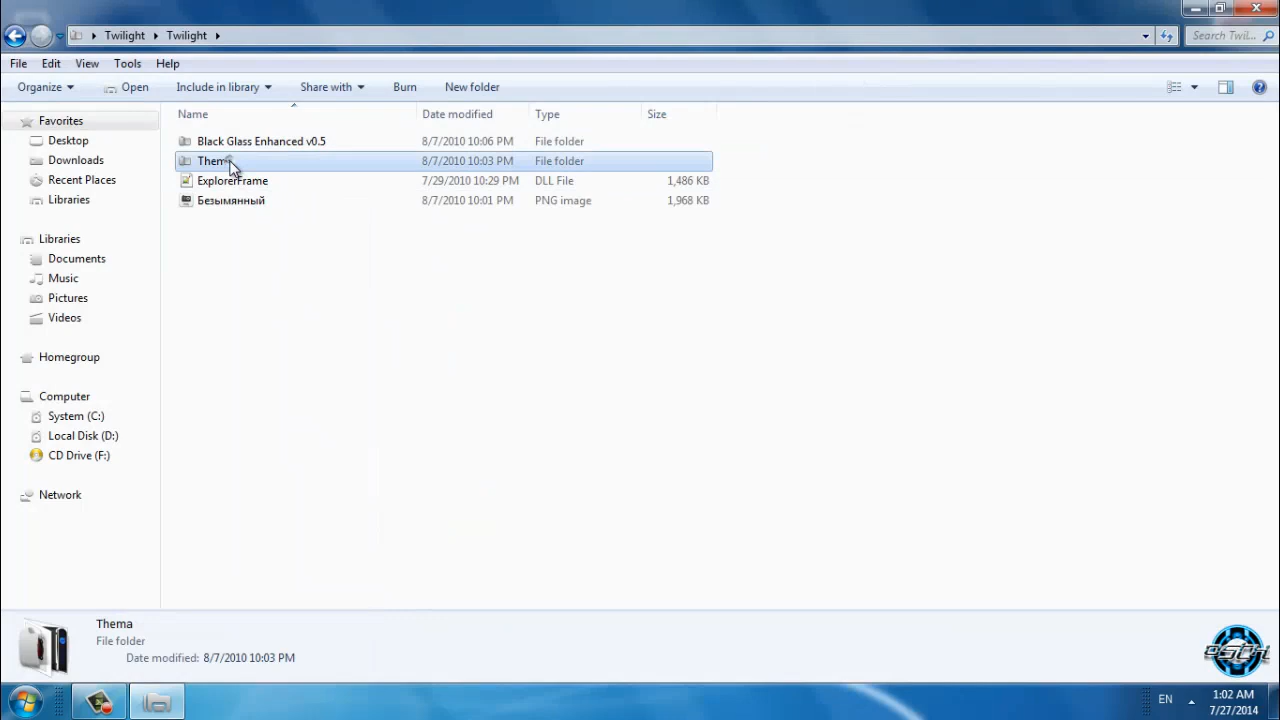 Twilight Twilight
Search Twil...
File Edit View Tools Help
Organize Open Include in library Share with Burn New folder
Name Date modified Type Size
Favorites
Desktop
Downloads
Recent Places
Libraries
Libraries
Documents
Music
Pictures
Videos
Homegroup
Computer
System (C:)
Local Disk (D:)
CD Drive (F:)
Network
Black Glass Enhanced v0.5 8/7/2010 10:06 PM File folder
Thema 8/7/2010 10:03 PM File folder
ExplorerFrame 7/29/2010 10:29 PM DLL File 1,486 KB
Безымянный 8/7/2010 10:01 PM PNG image 1,968 KB
Thema
File folder
Date modified: 8/7/2010 10:03 PM
EN
1:02 AM
7/27/2014